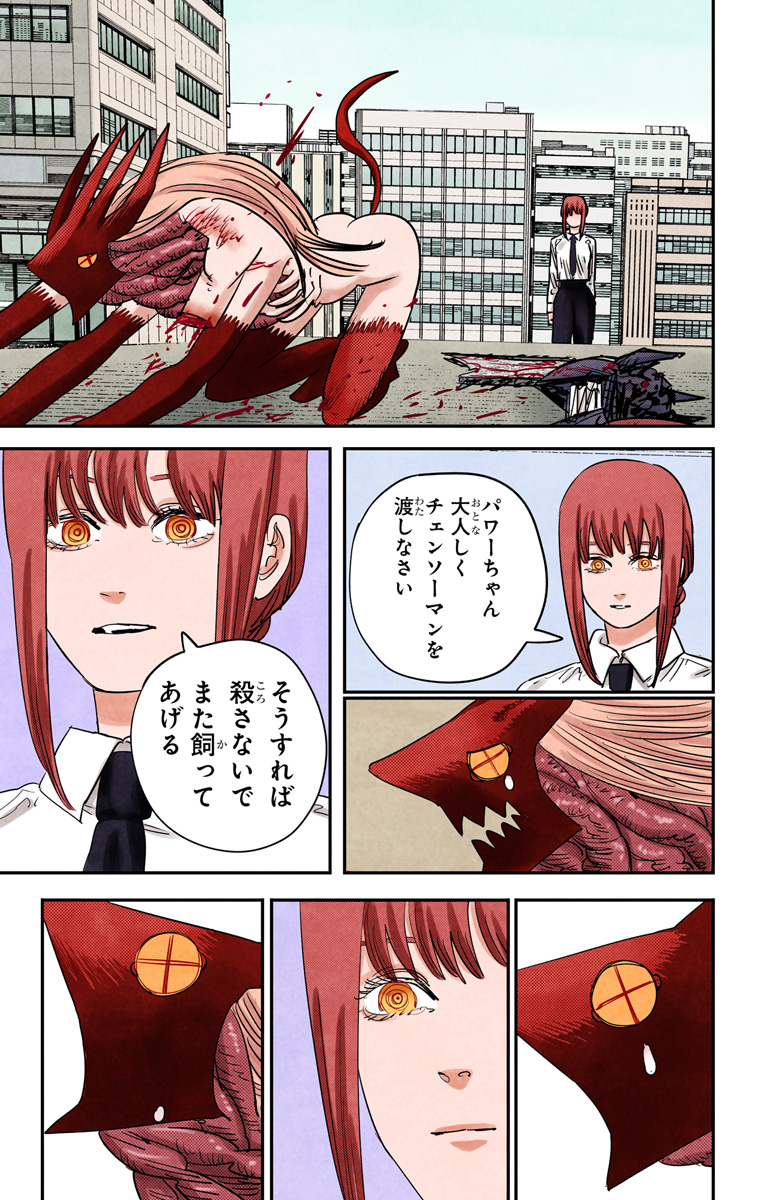 パワーちゃん
大人しく
チェンソーマンを
渡しなさい
そうすれば
殺さないで
また飼って
あげる